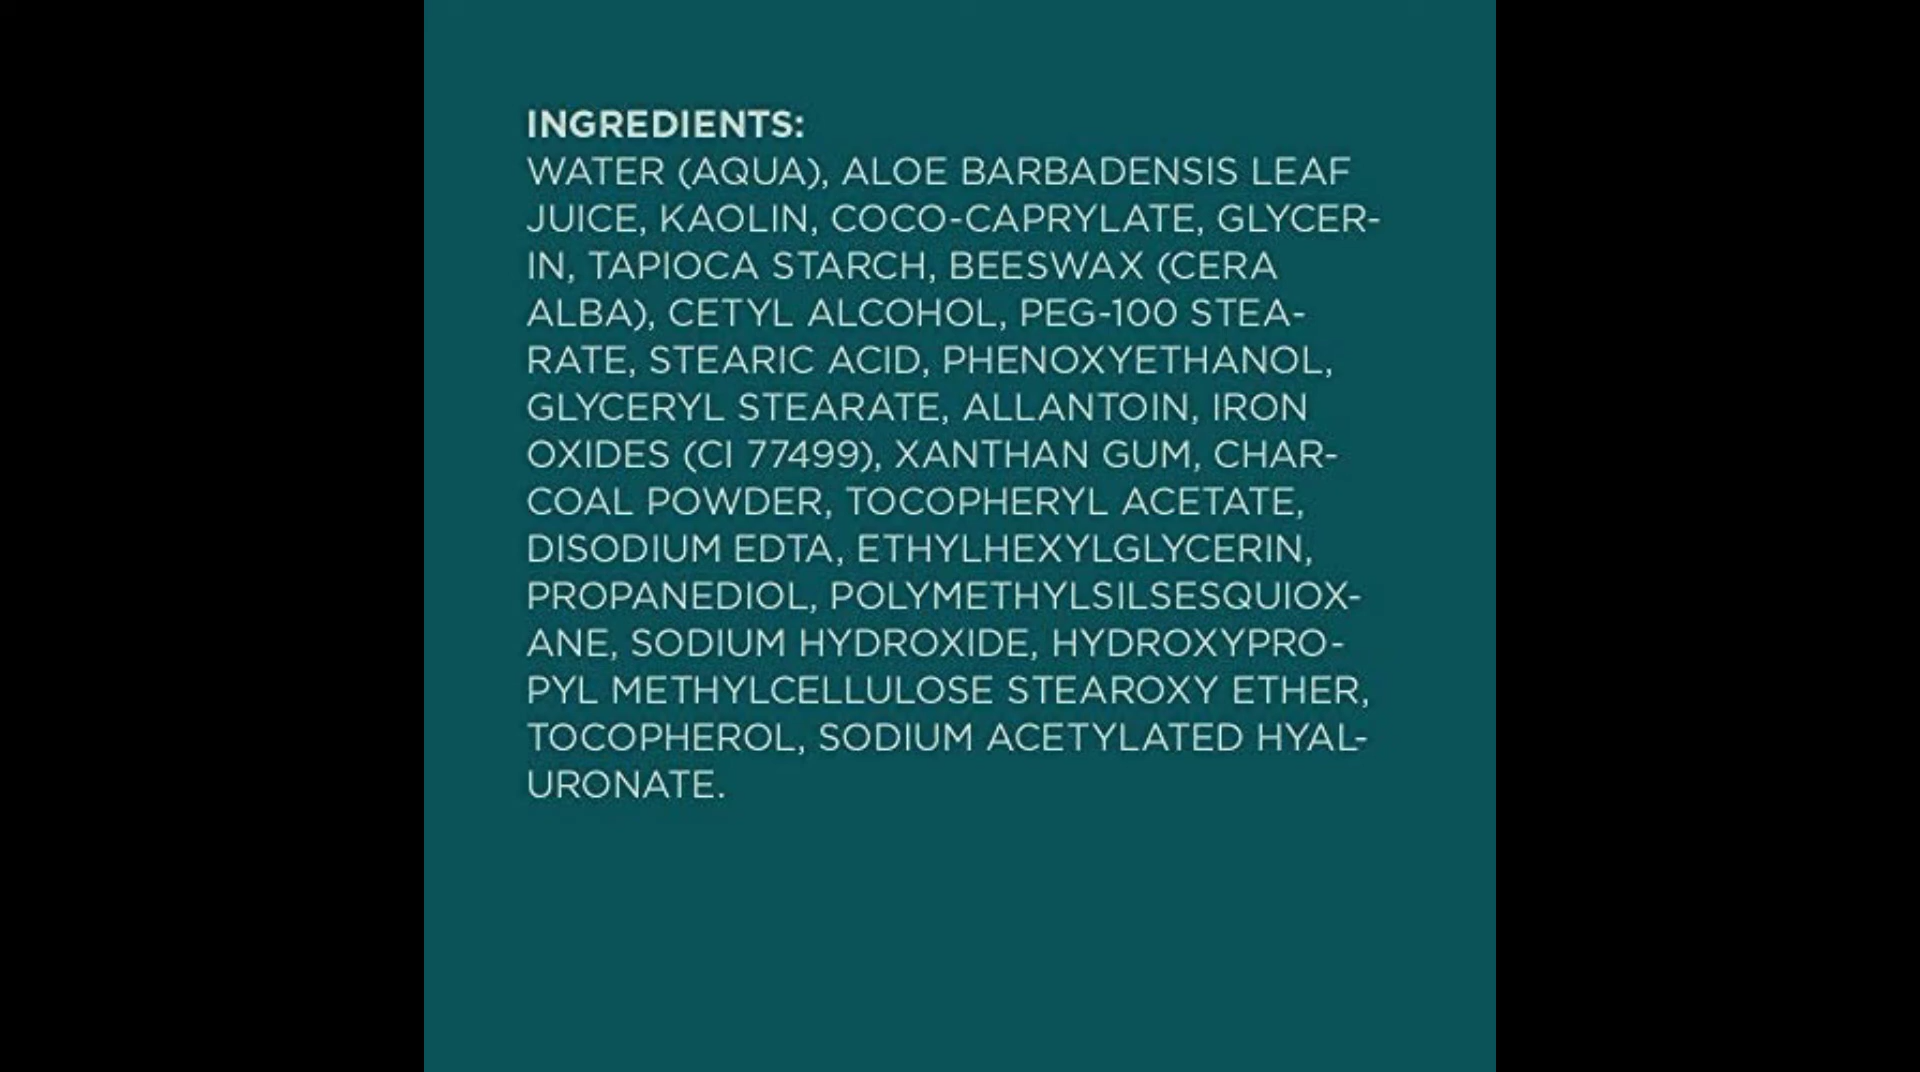 INGREDIENTS:
WATER (AQUA), ALOE BARBADENSIS LEAF
JUICE, KAOLIN, COCO-CAPRYLATE, GLYCER-
IN, TAPIOCA STARCH, BEESWAX (CERA
ALBA), CETYL ALCOHOL, PEG-100 STEA-
RATE, STEARIC ACID, PHENOXYETHANOL,
GLYCERYL STEARATE, ALLANTOIN, IRON
OXIDES (CI 77499), XANTHAN GUM, CHAR-
COAL POWDER, TOCOPHERYL ACETATE,
DISODIUM EDTA, ETHYLHEXYLGLYCERIN,
PROPANEDIOL, POLYMETHYLSILSESQUIOX-
ANE, SODIUM HYDROXIDE, HYDROXYPRO-
PYL METHYLCELLULOSE STEAROXY ETHER,
TOCOPHEROL, SODIUM ACETYLATED HYAL-
URONATE.